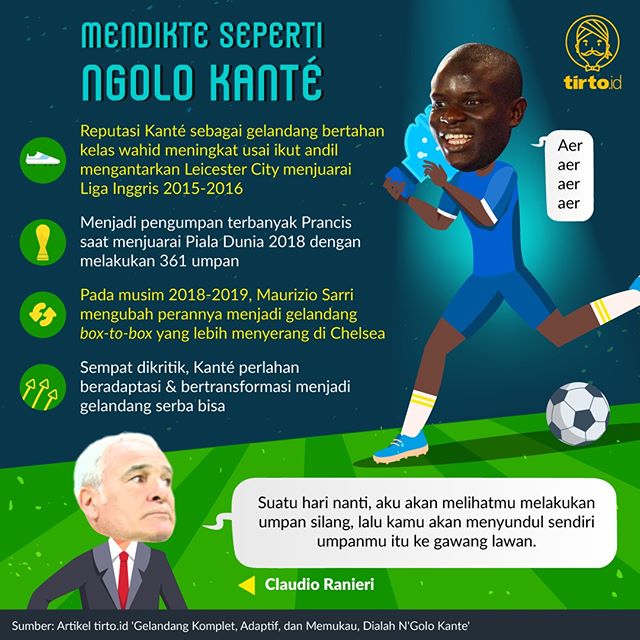 MENDIKTE SEPERTI
NGOLO KANTÉ
tirto.id
Reputasi Kanté sebagai gelandang bertahan
kelas wahid meningkat usai ikut andil
mengantarkan Leicester City menjuarai
Liga Inggris 2015-2016
Aer
aer
aer
aer
Menjadi pengumpan terbanyak Prancis
saat menjuarai Piala Dunia 2018 dengan
melakukan 361 umpan
Pada musim 2018-2019, Maurizio Sarri
mengubah perannya menjadi gelandang
box-to-box yang lebih menyerang di Chelsea
Sempat dikritik, Kanté perlahan
beradaptasi & bertransformasi menjadi
gelandang serba bisa
Suatu hari nanti, aku akan melihatmu melakukan
umpan silang, lalu kamu akan menyundul sendiri
umpanmu itu ke gawang lawan.
Claudio Ranieri
Sumber: Artikel tirto.id 'Gelandang Komplet, Adaptif, dan Memukau, Dialah N'Golo Kante'